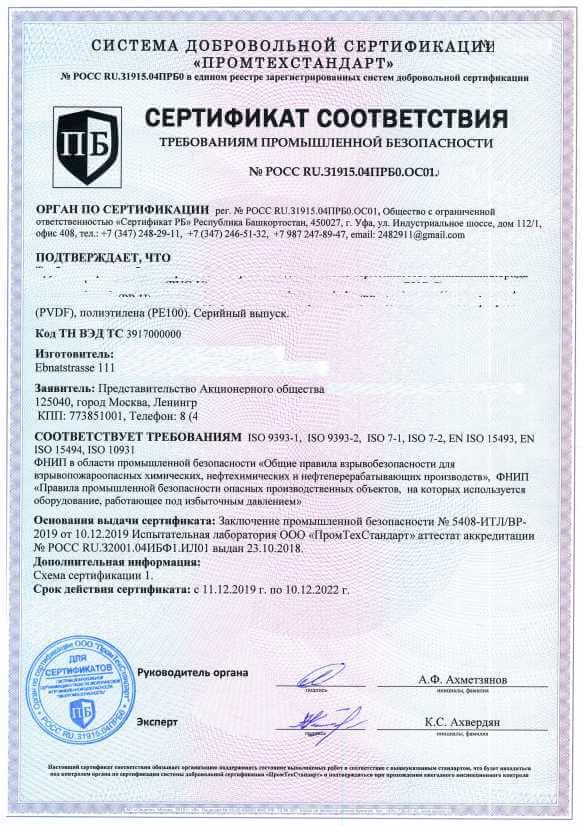 СИСТЕМА ДОБРОВОЛЬНОЙ СЕРТИФИКАЦИИ
№
«ПРОМТЕХСТАНДАРТ»
№ РОСС RU.31915.04ПРБ0 в едином реестре зарегистрированных систем добровольной сертификации
ПБ
СЕРТИФИКАТ СООТВЕТСТВИЯ
ТРЕБОВАНИЯМ ПРОМЫШЛЕННОЙ БЕЗОПАСНОСТИ
№ РОСС RU.31915.04ПРБ0.ОС01.
ОРГАН ПО СЕРТИФИКАЦИИ рег. № РОСС RU.31915.04ПРБ0.ОС01, Общество с ограниченной
ответственностью «Сертификат РБ» Республика Башкортостан, 450027, г. Уфа, ул. Индустриальное шоссе, дом 112/1,
офис 408, тел.: +7 (347) 248-29-11, +7 (347) 246-51-32, +7 987 247-89-47, email: 2482911@gmail.com
ПОДТВЕРЖДАЕТ, ЧТО
(PVDF), полиэтилена (PE100). Серийный выпуск.
Код ТН ВЭД ТС 3917000000
Изготовитель:
Ebnatstrasse 111
Заявитель: Представительство Акционерного общества
125040, город Москва, Ленингр
КПП: 773851001, Телефон: 8 (4
СООТВЕТСТВУЕТ ТРЕБОВАНИЯМ ISO 9393-1, ISO 9393-2, ISO 7-1, ISO 7-2, EN ISO 15493, EN
ISO 15494, ISO 10931
ФНИП в области промышленной безопасности «Общие правила взрывобезопасности для
взрывопожароопасных химических, нефтехимических и нефтеперерабатывающих производств», ФНИП
«Правила промышленной безопасности опасных производственных объектов, на которых используется
оборудование, работающее под избыточным давлением»
Основания выдачи сертификата: Заключение промышленной безопасности № 5408-ИТЛ/ВР-
2019 от 10.12.2019 Испытательная лаборатория ООО «ПромТехСтандарт» аттестат аккредитации
№ РОСС RU.32001.04ИБФ1.ИЛ01 выдан 23.10.2018.
Дополнительная информация:
Схема сертификации 1.
Срок действия сертификата: с 11.12.2019 г. по 10.12.2022 г.
Орган по сертификации ООО "ПромТехСтандарт"
ДЛЯ
СЕРТИФИКАТОВ
ПБ
РОСС RU.31915.04ПРБ0
Руководитель органа
подпись
А.Ф. Ахметзянов
инициалы, фамилия
Эксперт
подпись
К.С. Ахвердян
инициалы, фамилия
Настоящий сертификат соответствия обязывает организацию поддерживать состояние выполняемых работ в соответствии с вышеуказанным стандартом, что будет находиться
под контролем органа по сертификации системы добровольной сертификации «ПромТехСтандарт» и подтверждаться при прохождении ежегодного инспекционного контроля